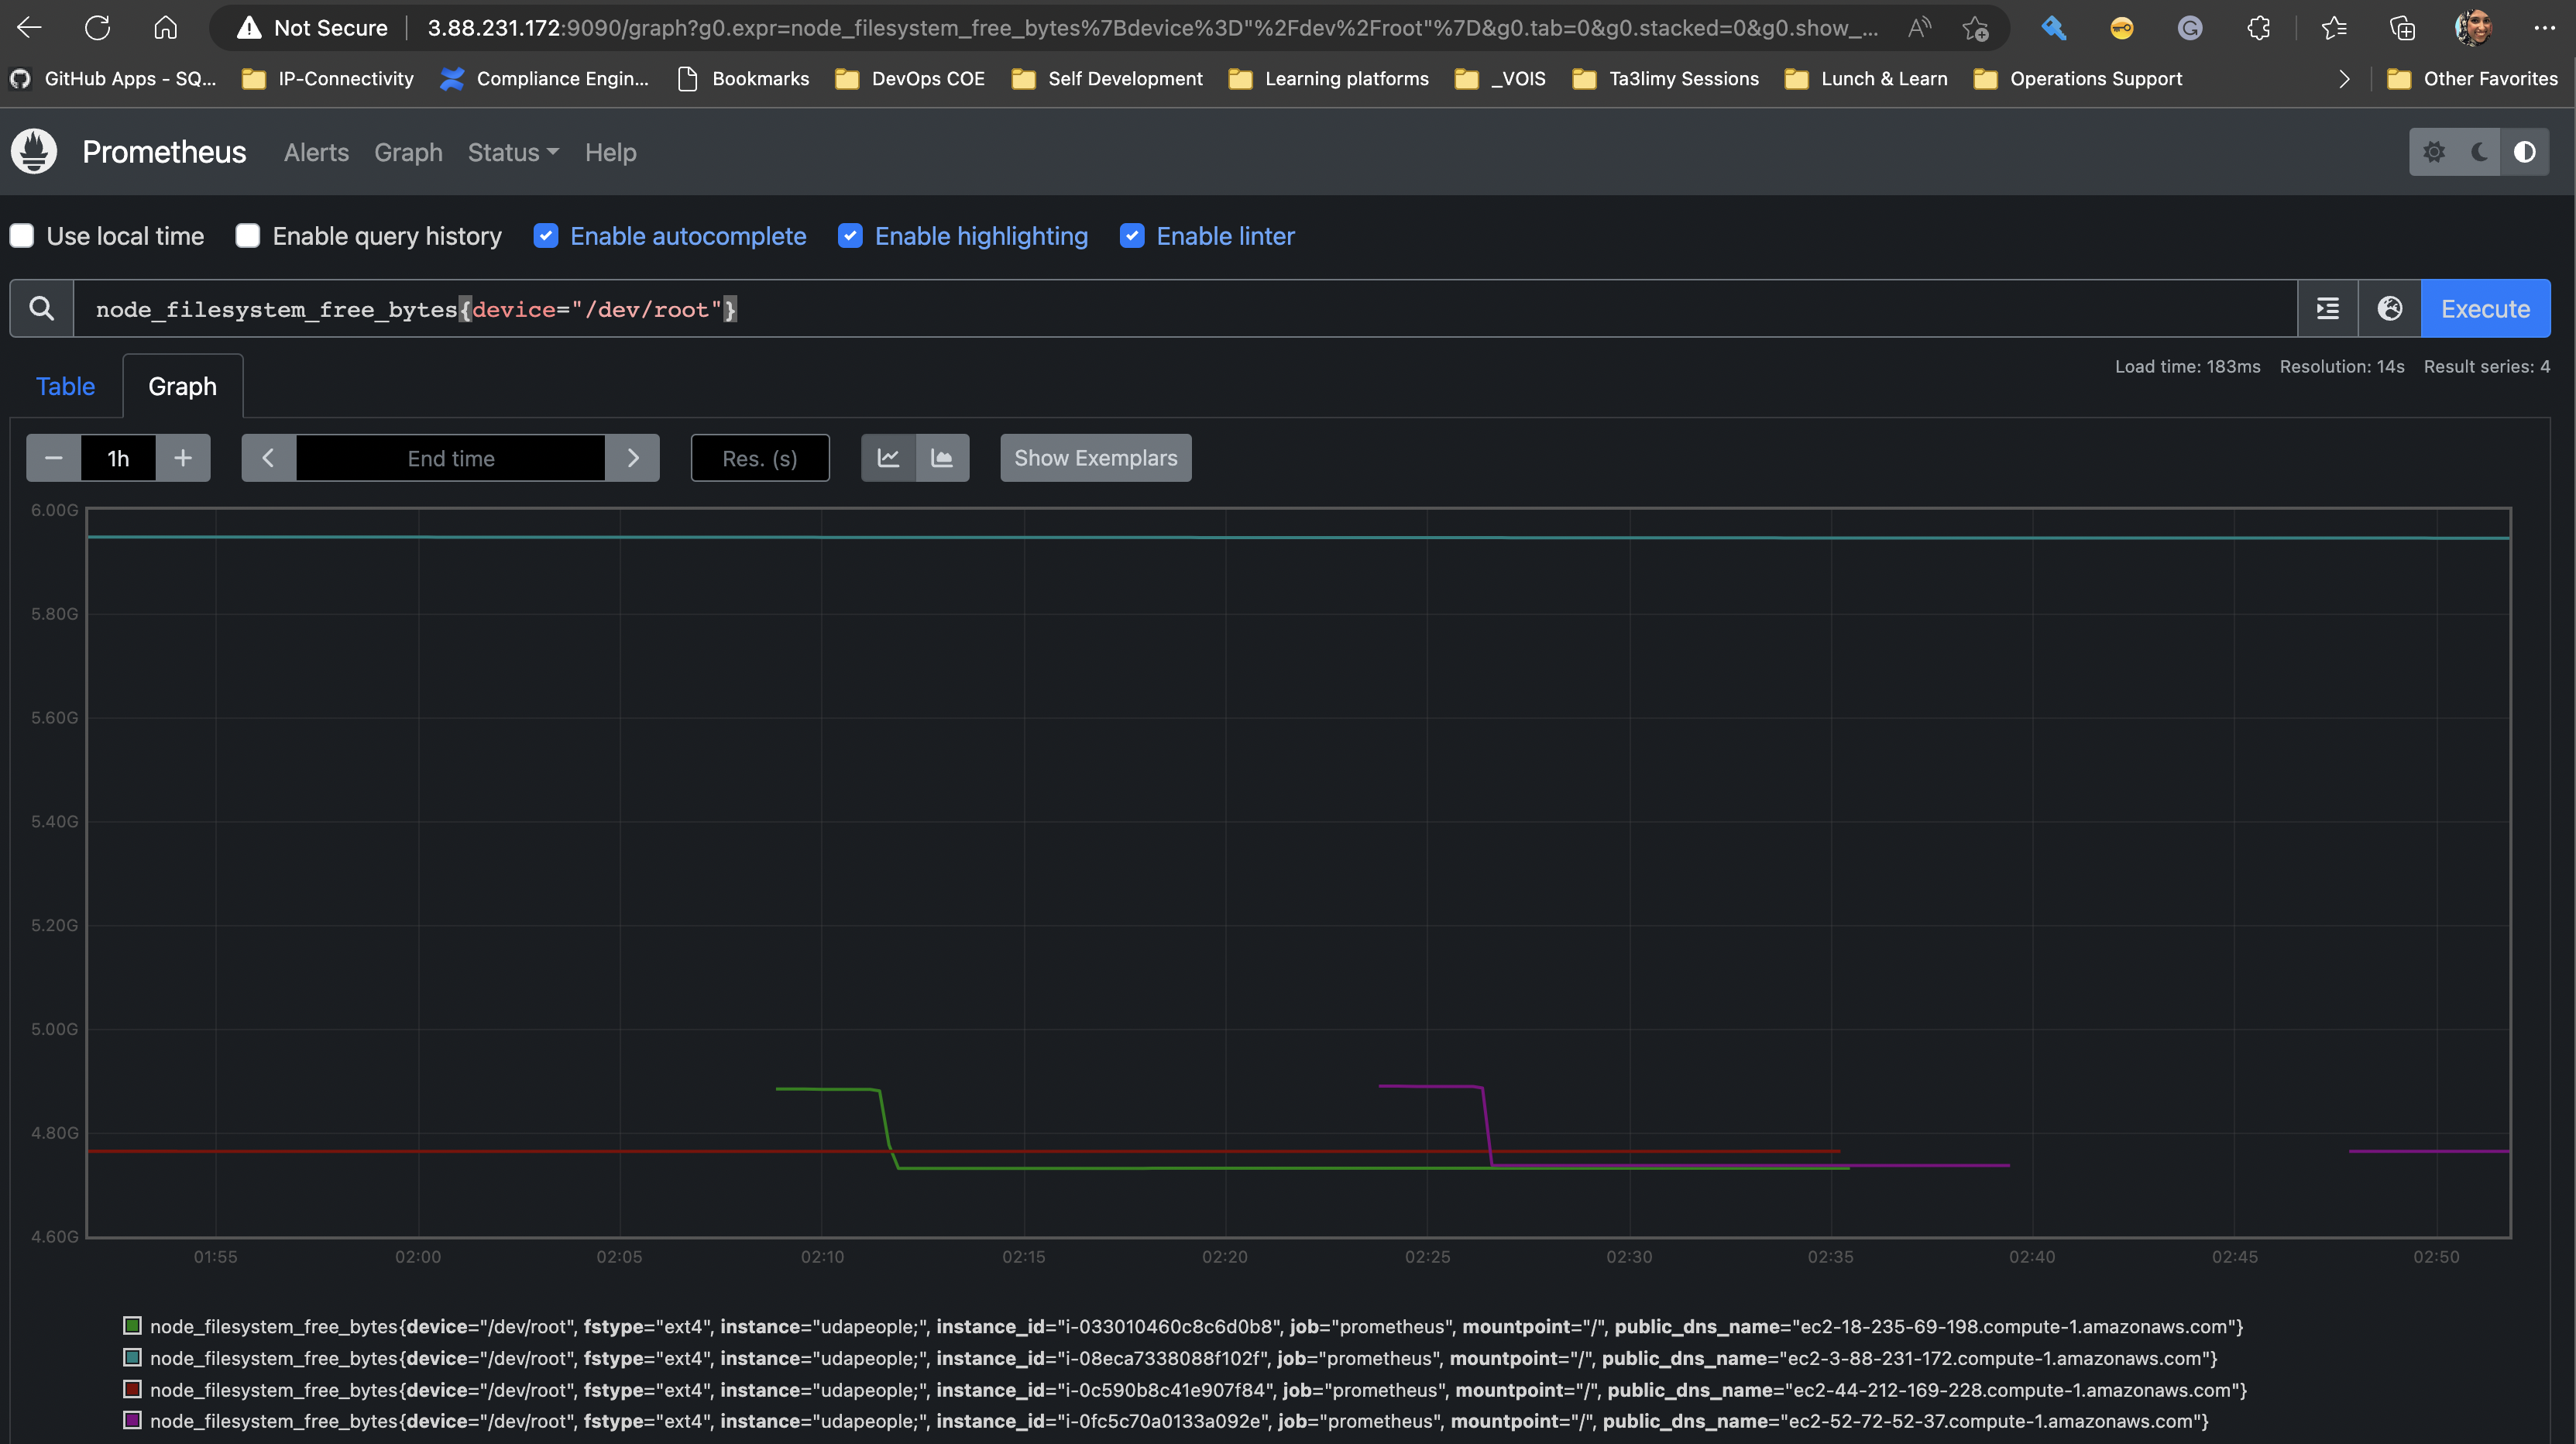 Not Secure 3.88.231.172:9090/graph?g0.expr=node_filesystem_free_bytes%7Bdevice%3D"%2Fdev%2Froot"%7D&g0.tab=0&g0.stacked=0&g0.show_...
GitHub Apps - SQ... IP-Connectivity Compliance Engin... Bookmarks DevOps COE Self Development Learning platforms _VOIS Ta3limy Sessions Lunch & Learn Operations Support Other Favorites
Prometheus Alerts Graph Status Help
Use local time Enable query history Enable autocomplete Enable highlighting Enable linter
node_filesystem_free_bytes{device="/dev/root"} Execute
Table Graph Load time: 183ms Resolution: 14s Result series: 4
1h End time Res. (s) Show Exemplars
6.00G
5.80G
5.60G
5.40G
5.20G
5.00G
4.80G
4.60G
01:55 02:00 02:05 02:10 02:15 02:20 02:25 02:30 02:35 02:40 02:45 02:50
node_filesystem_free_bytes{device="/dev/root", fstype="ext4", instance="udapeople;", instance_id="i-033010460c8c6d0b8", job="prometheus", mountpoint="/", public_dns_name="ec2-18-235-69-198.compute-1.amazonaws.com"}
node_filesystem_free_bytes{device="/dev/root", fstype="ext4", instance="udapeople;", instance_id="i-08eca7338088f102f", job="prometheus", mountpoint="/", public_dns_name="ec2-3-88-231-172.compute-1.amazonaws.com"}
node_filesystem_free_bytes{device="/dev/root", fstype="ext4", instance="udapeople;", instance_id="i-0c590b8c41e907f84", job="prometheus", mountpoint="/", public_dns_name="ec2-44-212-169-228.compute-1.amazonaws.com"}
node_filesystem_free_bytes{device="/dev/root", fstype="ext4", instance="udapeople;", instance_id="i-0fc5c70a0133a092e", job="prometheus", mountpoint="/", public_dns_name="ec2-52-72-52-37.compute-1.amazonaws.com"}